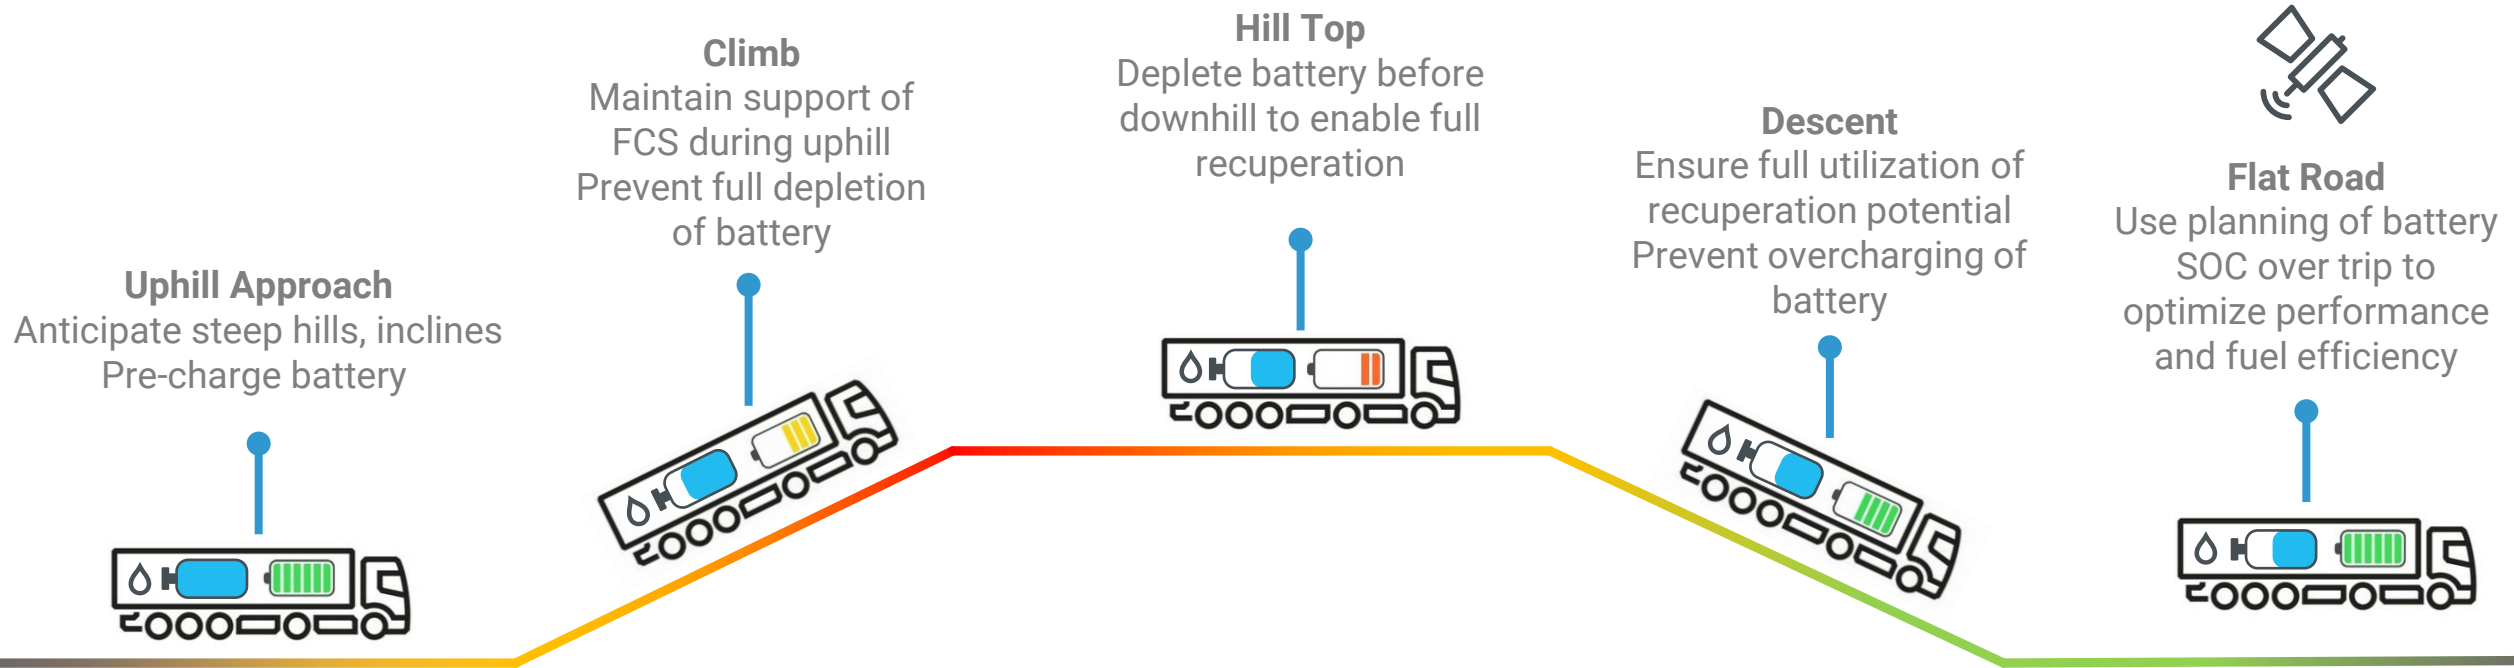 Uphill Approach
Anticipate steep hills, inclines
Pre-charge battery
Climb
Maintain support of
FCS during uphill
Prevent full depletion
of battery
Hill Top
Deplete battery before
downhill to enable full
recuperation
Descent
Ensure full utilization of
recuperation potential
Prevent overcharging of
battery
Flat Road
Use planning of battery
SOC over trip to
optimize performance
and fuel efficiency